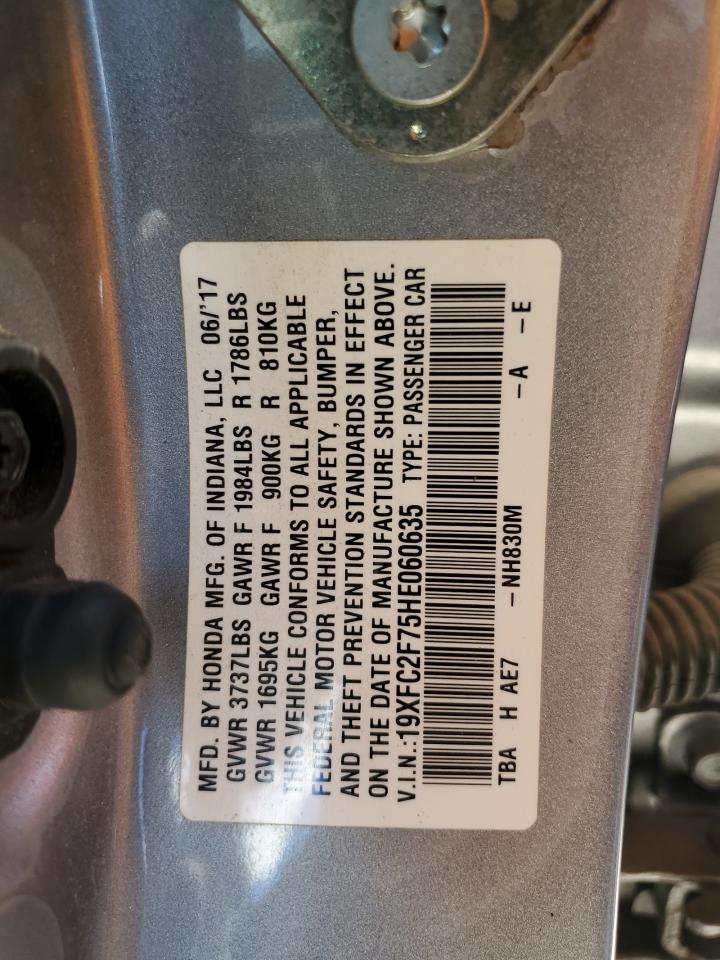 MFD. BY HONDA MFG. OF INDIANA, LLC 06/'17
GVWR 3737LBS GAWR F 1984LBS R 1786LBS
GVWR 1695KG GAWR F 900KG R 810KG
THIS VEHICLE CONFORMS TO ALL APPLICABLE
FEDERAL MOTOR VEHICLE SAFETY, BUMPER,
AND THEFT PREVENTION STANDARDS IN EFFECT
ON THE DATE OF MANUFACTURE SHOWN ABOVE.
V.I.N.:19XFC2F75HE060635 TYPE: PASSENGER CAR
TBA H AE7 –NH830M –A –E